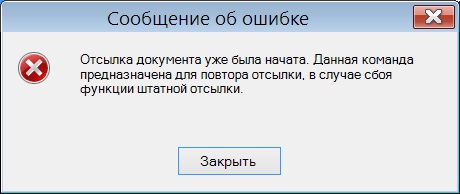 Сообщение об ошибке
Отсылка документа уже была начата. Данная команда
предназначена для повтора отсылки, в случае сбоя
функции штатной отсылки.
Закрыть